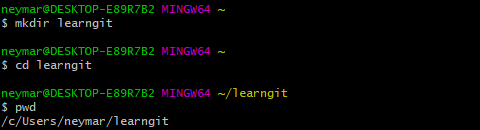 neymar@DESKTOP-E89R7B2 MINGW64 ~
$ mkdir learngit
neymar@DESKTOP-E89R7B2 MINGW64 ~
$ cd learngit
neymar@DESKTOP-E89R7B2 MINGW64 ~/learngit
$ pwd
/c/Users/neymar/learngit